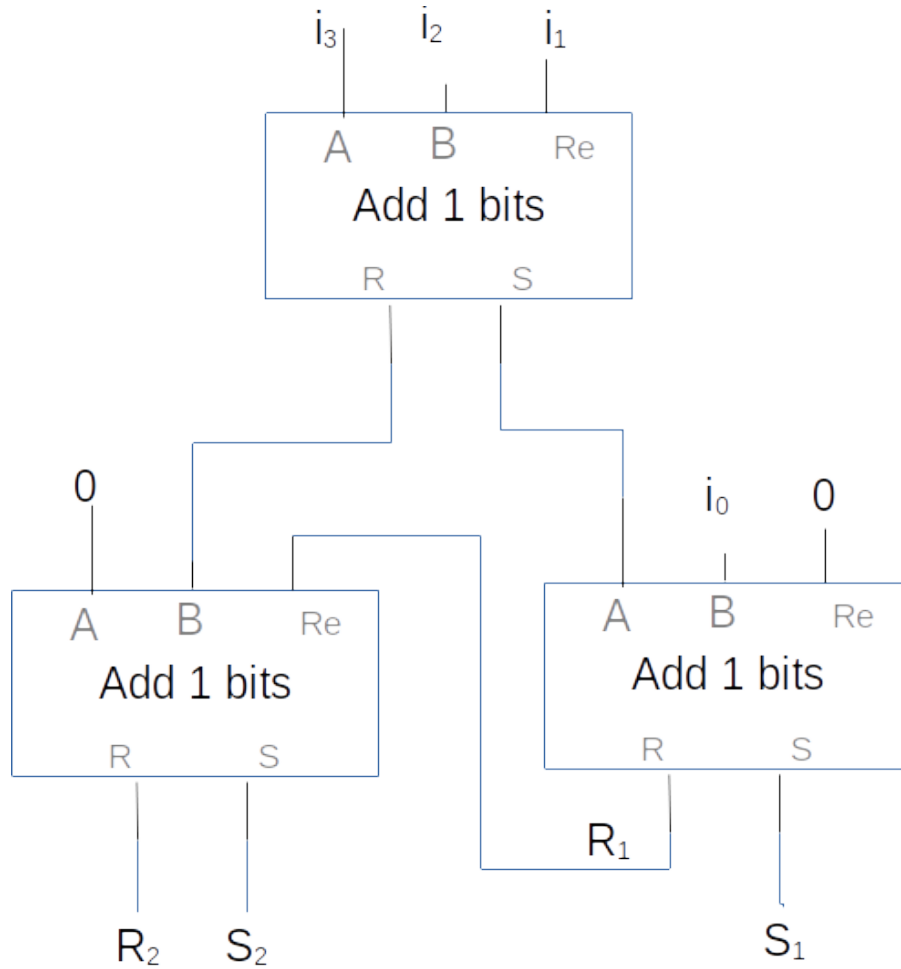 i₃ i₂ i₁
A B Re
Add 1 bits
R S
0
i₀ 0
A B Re
Add 1 bits
R S
A B Re
Add 1 bits
R S
R₁
R₂ S₂
S₁